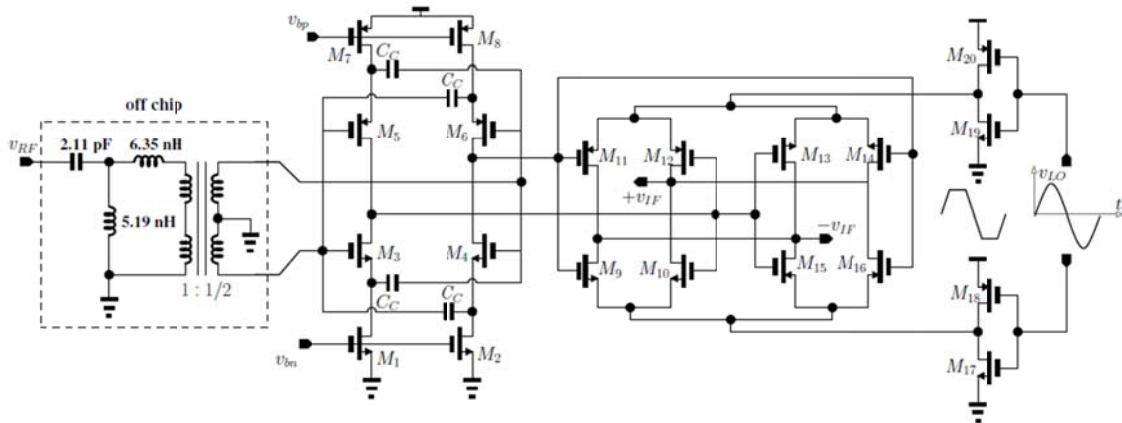 v_bp
M_7
M_8
C_C
C_C
off chip
v_RF
2.11 pF
6.35 nH
5.19 nH
1 : 1/2
M_5
M_6
M_3
M_4
C_C
C_C
v_bn
M_1
M_2
M_11
M_12
M_13
M_14
+v_IF
−v_IF
M_9
M_10
M_15
M_16
M_20
M_19
v_LO
t
M_18
M_17